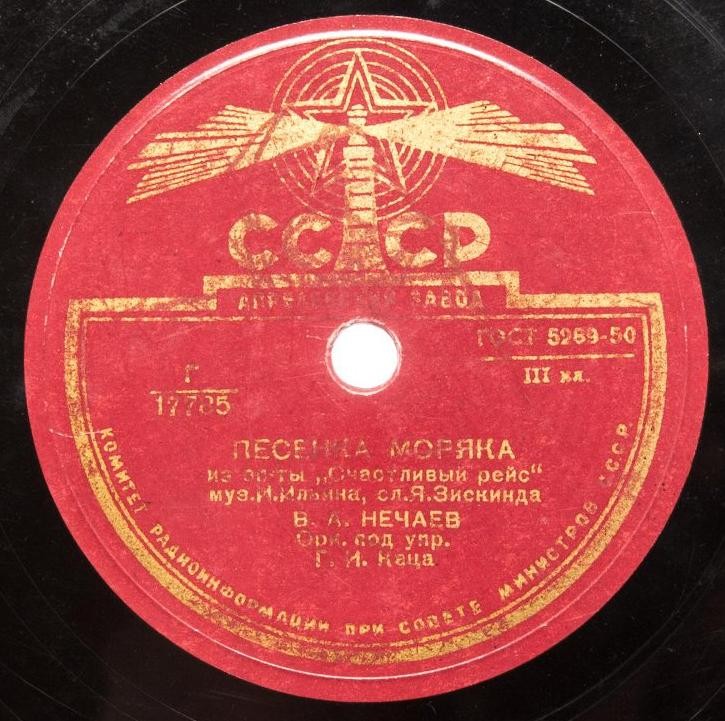 СССР
АПРЕЛЕВСКИЙ ЗАВОД
ГОСТ 5289-50
Г
III кл.
17785
ПЕСЕНКА МОРЯКА
из оп-ты „Счастливый рейс“
муз.И.Ильина, сл.Я.Зискинда
В. А. НЕЧАЕВ
Орк. под упр.
Г. И. Каца
КОМИТЕТ РАДИОИНФОРМАЦИИ ПРИ СОВЕТЕ МИНИСТРОВ СССР